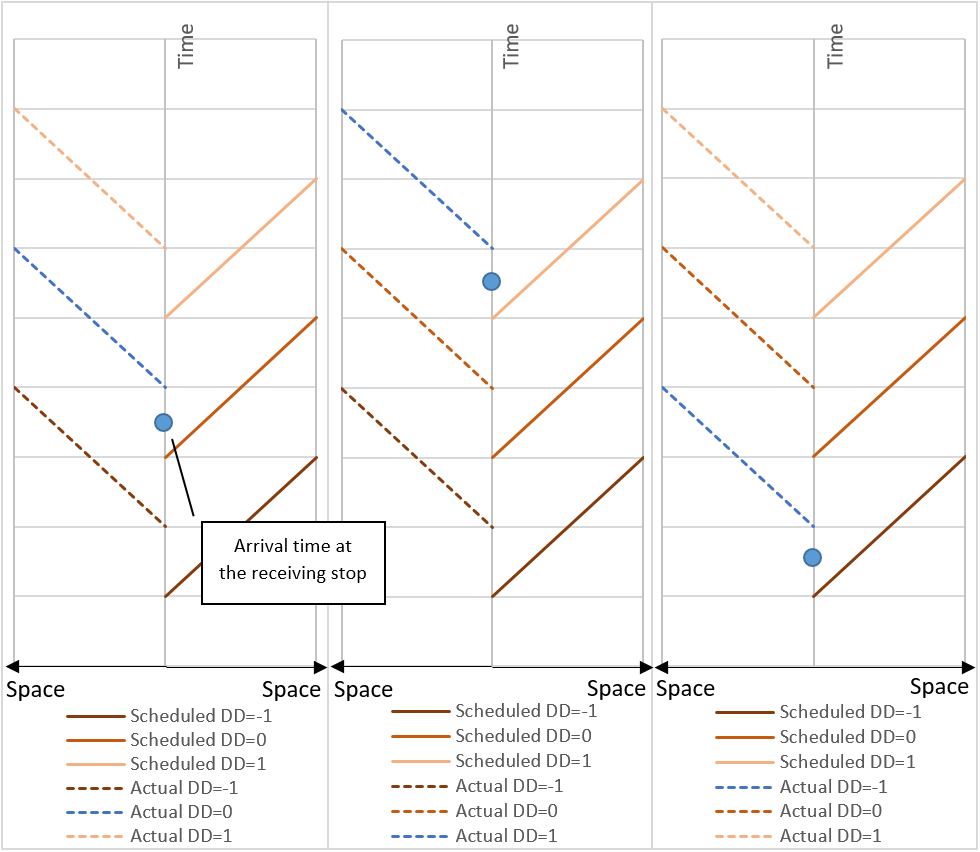 Time
Time
Time
Arrival time at
the receiving stop
Space
Space
Space
Space
Space
Space
Scheduled DD=-1
Scheduled DD=0
Scheduled DD=1
Actual DD=-1
Actual DD=0
Actual DD=1
Scheduled DD=-1
Scheduled DD=0
Scheduled DD=1
Actual DD=-1
Actual DD=0
Actual DD=1
Scheduled DD=-1
Scheduled DD=0
Scheduled DD=1
Actual DD=-1
Actual DD=0
Actual DD=1